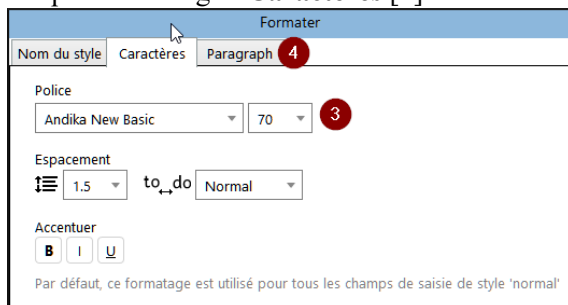 Formater
Nom du style Caractères Paragraph 4
Police
Andika New Basic 70 3
Espacement
1.5 to do Normal
Accentuer
B I U
Par défaut, ce formatage est utilisé pour tous les champs de saisie de style 'normal'